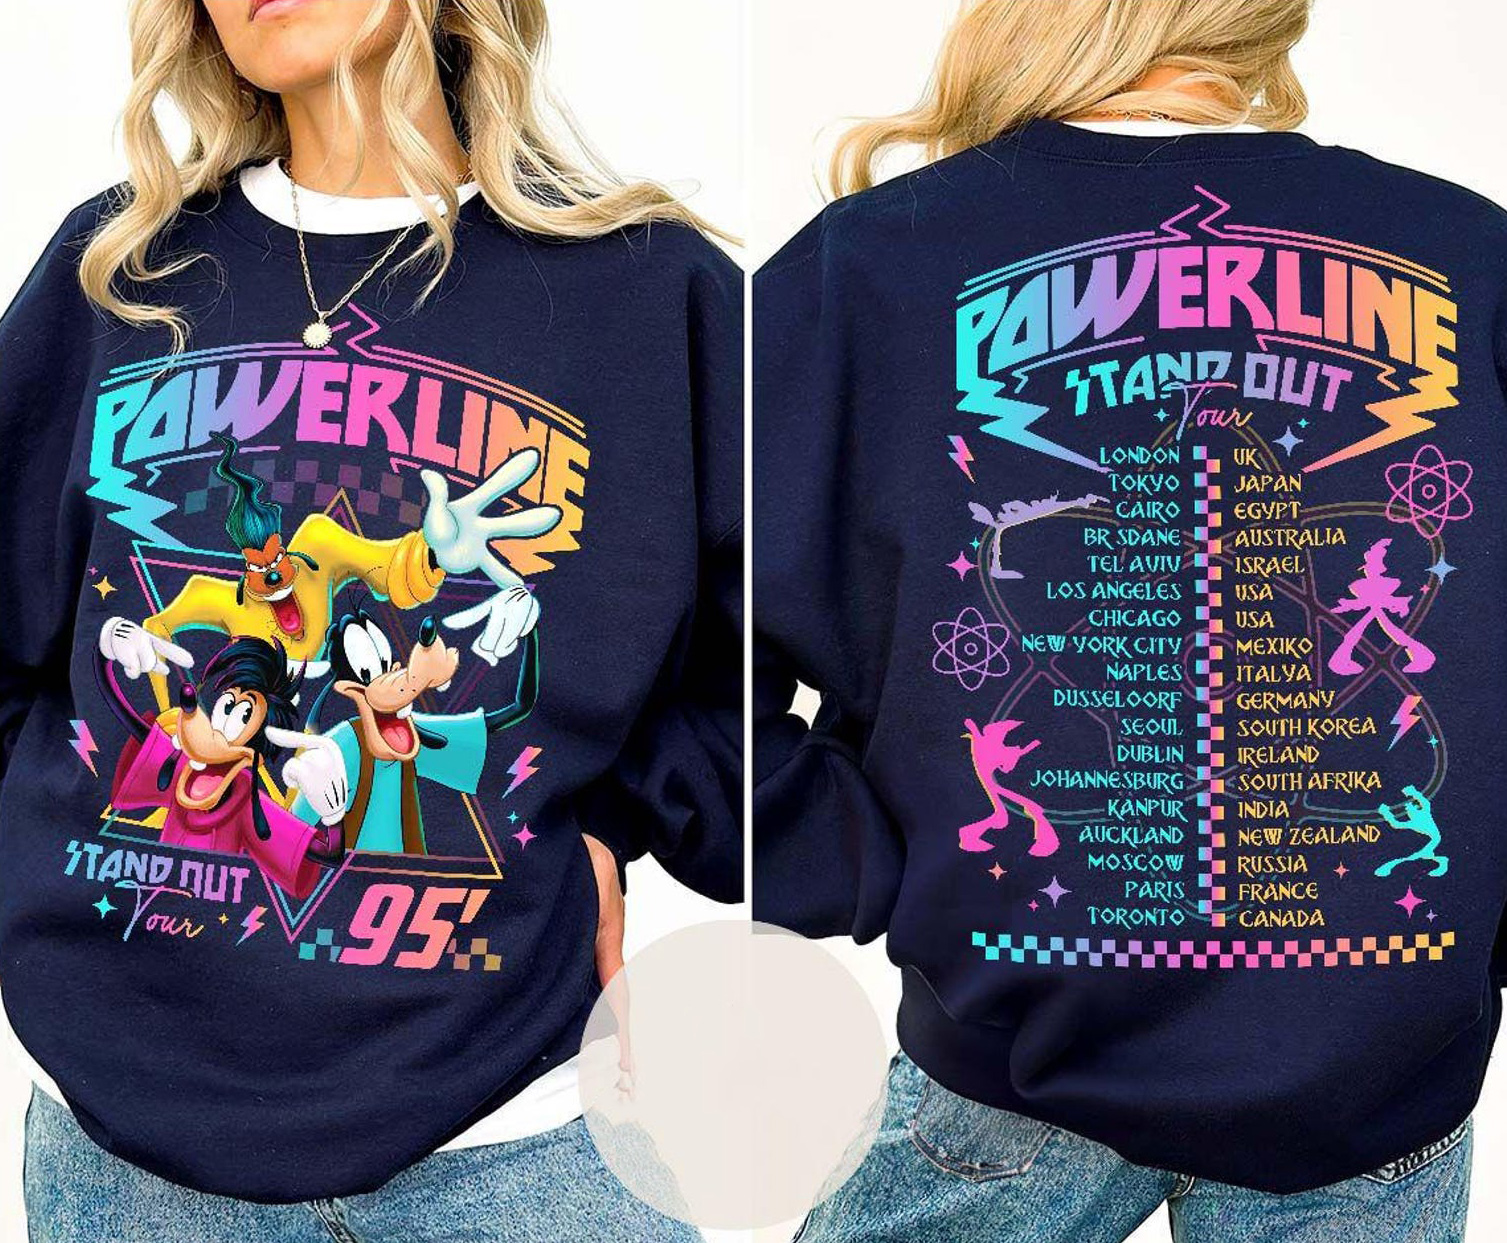 POWERLINE
STAND OUT
Tour
95'
POWERLINE
STAND OUT
Tour
LONDON UK
TOKYO JAPAN
CAIRO EGYPT
BR SDANE AUSTRALIA
TEL AVIV ISRAEL
LOS ANGELES USA
CHICAGO USA
NEW YORK CITY MEXIKO
NAPLES ITALYA
DUSSELOORF GERMANY
SEOUL SOUTH KOREA
DUBLIN IRELAND
JOHANNESBURG SOUTH AFRIKA
KANPUR INDIA
AUCKLAND NEW ZEALAND
MOSCOW RUSSIA
PARIS FRANCE
TORONTO CANADA